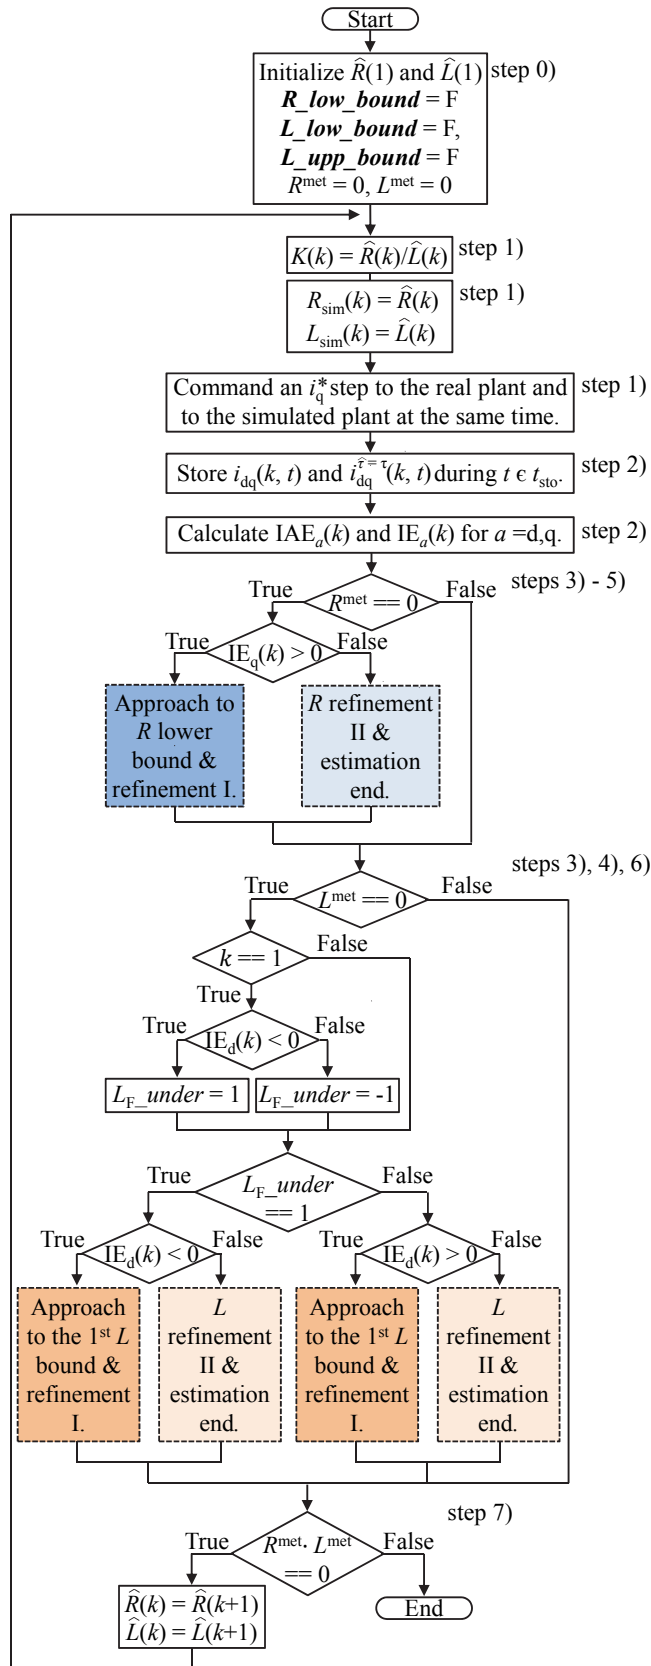 Start
Initialize R̂(1) and L̂(1)
step 0)
R_low_bound = F
L_low_bound = F,
L_upp_bound = F
Rᵐᵉᵗ = 0, Lᵐᵉᵗ = 0
K(k) = R̂(k)/L̂(k)
step 1)
R_sim(k) = R̂(k)
step 1)
L_sim(k) = L̂(k)
Command an i_q^* step to the real plant and
to the simulated plant at the same time.
step 1)
Store i_dq(k, t) and i_dq^{τ̂ = τ}(k, t) during t ϵ t_sto.
step 2)
Calculate IAE_a(k) and IE_a(k) for a =d,q.
step 2)
steps 3) - 5)
True
Rᵐᵉᵗ == 0
False
True
IE_q(k) > 0
False
Approach to
R lower
bound &
refinement I.
R refinement
II &
estimation
end.
steps 3), 4), 6)
True
Lᵐᵉᵗ == 0
False
k == 1
False
True
True
IE_d(k) < 0
False
L_F_under = 1
L_F_under = -1
True
L_F_under
== 1
False
True
IE_d(k) < 0
False
True
IE_d(k) > 0
False
Approach
to the 1ˢᵗ L
bound &
refinement
I.
L
refinement
II &
estimation
end.
Approach
to the 1ˢᵗ L
bound &
refinement
I.
L
refinement
II &
estimation
end.
step 7)
True
Rᵐᵉᵗ· Lᵐᵉᵗ
== 0
False
R̂(k) = R̂(k+1)
L̂(k) = L̂(k+1)
End